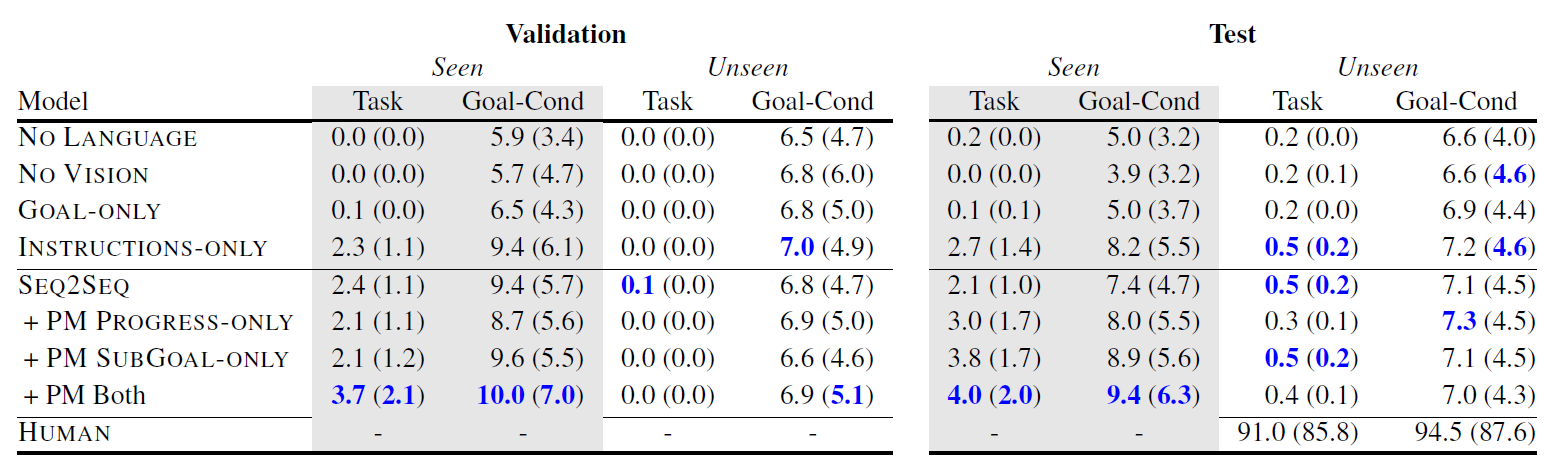 Validation Test
Seen Unseen Seen Unseen
Model Task Goal-Cond Task Goal-Cond Task Goal-Cond Task Goal-Cond
NO LANGUAGE 0.0 (0.0) 5.9 (3.4) 0.0 (0.0) 6.5 (4.7) 0.2 (0.0) 5.0 (3.2) 0.2 (0.0) 6.6 (4.0)
NO VISION 0.0 (0.0) 5.7 (4.7) 0.0 (0.0) 6.8 (6.0) 0.0 (0.0) 3.9 (3.2) 0.2 (0.1) 6.6 (4.6)
GOAL-ONLY 0.1 (0.0) 6.5 (4.3) 0.0 (0.0) 6.8 (5.0) 0.1 (0.1) 5.0 (3.7) 0.2 (0.0) 6.9 (4.4)
INSTRUCTIONS-ONLY 2.3 (1.1) 9.4 (6.1) 0.0 (0.0) 7.0 (4.9) 2.7 (1.4) 8.2 (5.5) 0.5 (0.2) 7.2 (4.6)
SEQ2SEQ 2.4 (1.1) 9.4 (5.7) 0.1 (0.0) 6.8 (4.7) 2.1 (1.0) 7.4 (4.7) 0.5 (0.2) 7.1 (4.5)
+ PM PROGRESS-ONLY 2.1 (1.1) 8.7 (5.6) 0.0 (0.0) 6.9 (5.0) 3.0 (1.7) 8.0 (5.5) 0.3 (0.1) 7.3 (4.5)
+ PM SUBGOAL-ONLY 2.1 (1.2) 9.6 (5.5) 0.0 (0.0) 6.6 (4.6) 3.8 (1.7) 8.9 (5.6) 0.5 (0.2) 7.1 (4.5)
+ PM Both 3.7 (2.1) 10.0 (7.0) 0.0 (0.0) 6.9 (5.1) 4.0 (2.0) 9.4 (6.3) 0.4 (0.1) 7.0 (4.3)
HUMAN - - - - - - 91.0 (85.8) 94.5 (87.6)